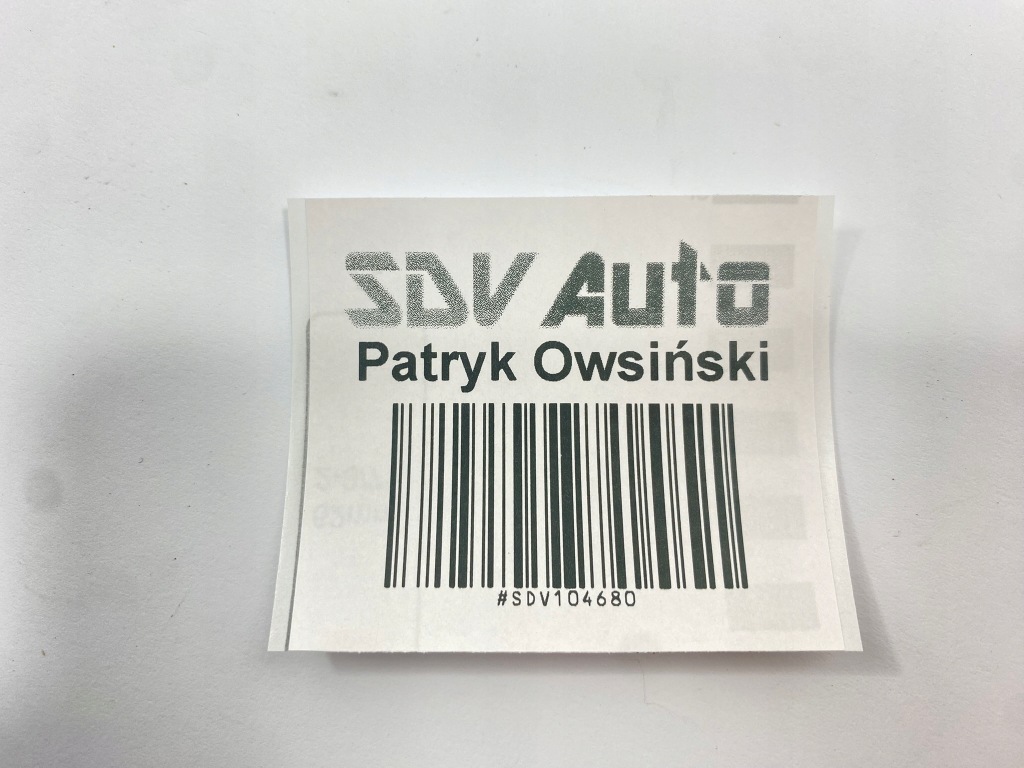 SDV Auto
Patryk Owsiński
#SDV104680